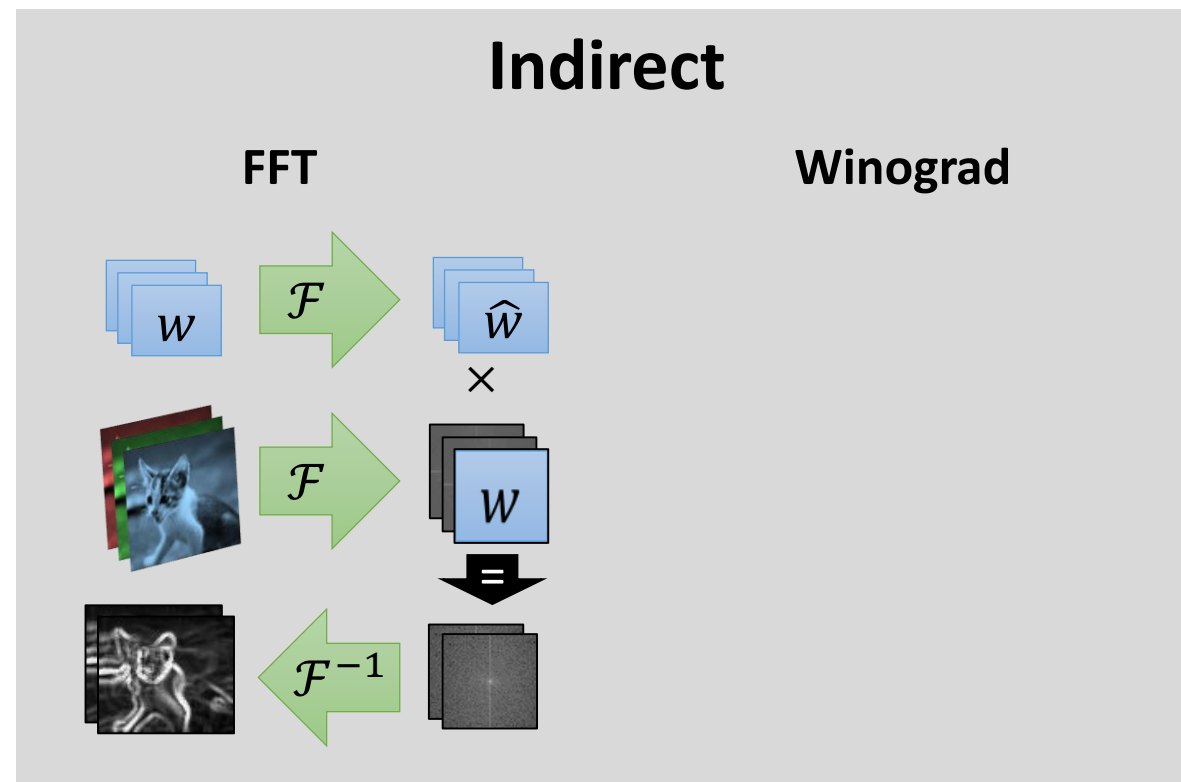 Indirect
FFT
Winograd
w
ℱ
ŵ
×
ℱ
w
=
ℱ⁻¹